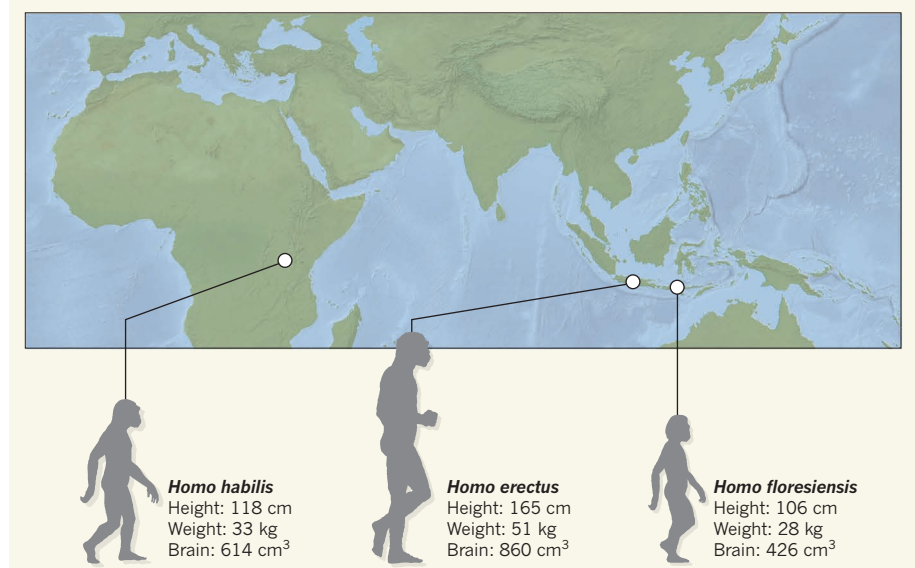 Homo habilis
Height: 118 cm
Weight: 33 kg
Brain: 614 cm³
Homo erectus
Height: 165 cm
Weight: 51 kg
Brain: 860 cm³
Homo floresiensis
Height: 106 cm
Weight: 28 kg
Brain: 426 cm³